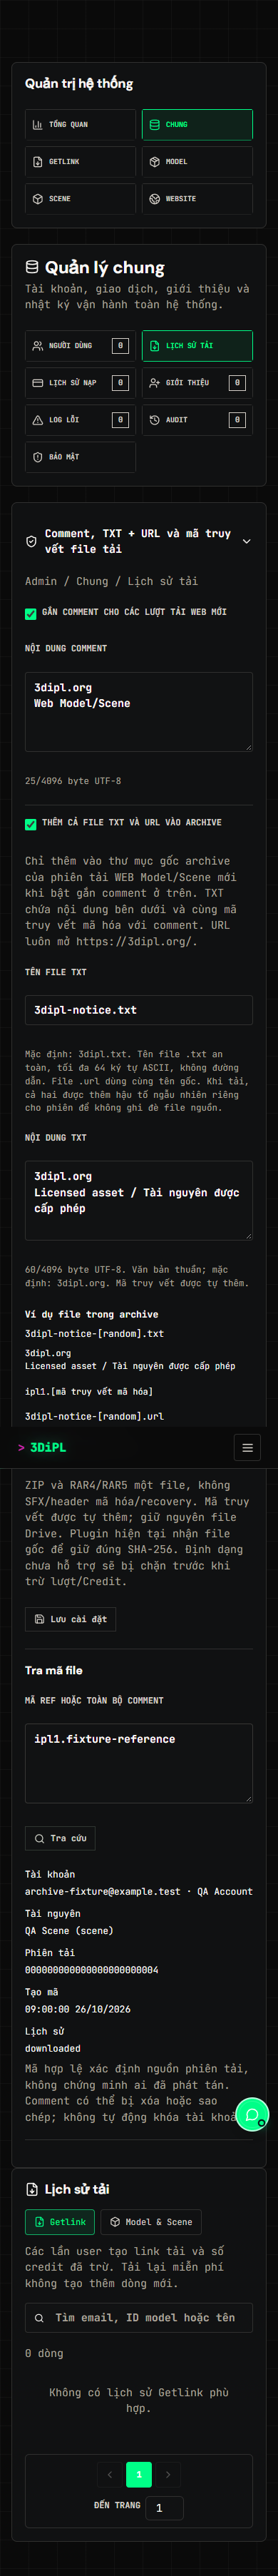 Quản trị hệ thống
TỔNG QUAN
CHUNG
GETLINK
MODEL
SCENE
WEBSITE
Quản lý chung
Tài khoản, giao dịch, giới thiệu và
nhật ký vận hành toàn hệ thống.
NGƯỜI DÙNG 0
LỊCH SỬ TẢI
LỊCH SỬ NẠP 0
GIỚI THIỆU 0
LOG LỖI 0
AUDIT 0
BẢO MẬT
Comment, TXT + URL và mã truy
vết file tải
Admin / Chung / Lịch sử tải
GẮN COMMENT CHO CÁC LƯỢT TẢI WEB MỚI
NỘI DUNG COMMENT
3dipl.org
Web Model/Scene
25/4096 byte UTF-8
THÊM CẢ FILE TXT VÀ URL VÀO ARCHIVE
Chỉ thêm vào thư mục gốc archive
của phiên tải WEB Model/Scene mới
khi bật gắn comment ở trên. TXT
chứa nội dung bên dưới và cùng mã
truy vết mã hóa với comment. URL
luôn mở https://3dipl.org/.
TÊN FILE TXT
3dipl-notice.txt
Mặc định: 3dipl.txt. Tên file .txt an
toàn, tối đa 64 ký tự ASCII, không đường
dẫn. File .url dùng cùng tên gốc. Khi tải,
cả hai được thêm hậu tố ngẫu nhiên riêng
cho phiên để không ghi đè file nguồn.
NỘI DUNG TXT
3dipl.org
Licensed asset / Tài nguyên được
cấp phép
60/4096 byte UTF-8. Văn bản thuần; mặc
định: 3dipl.org. Mã truy vết được tự thêm.
Ví dụ file trong archive
3dipl-notice-[random].txt
3dipl.org
Licensed asset / Tài nguyên được cấp phép
ipl1.[mã truy vết mã hóa]
3dipl-notice-[random].url
> 3DiPL
ZIP và RAR4/RAR5 một file, không
SFX/header mã hóa/recovery. Mã truy
vết được tự thêm; giữ nguyên file
Drive. Plugin hiện tại nhận file
gốc để giữ đúng SHA-256. Định dạng
chưa hỗ trợ sẽ bị chặn trước khi
trừ lượt/Credit.
Lưu cài đặt
Tra mã file
MÃ REF HOẶC TOÀN BỘ COMMENT
ipl1.fixture-reference
Tra cứu
Tài khoản
archive-fixture@example.test · QA Account
Tài nguyên
QA Scene (scene)
Phiên tải
000000000000000000000004
Tạo mã
09:00:00 26/10/2026
Lịch sử
downloaded
Mã hợp lệ xác định nguồn phiên tải,
không chứng minh ai đã phát tán.
Comment có thể bị xóa hoặc sao
chép; không tự động khóa tài
Lịch sử tải
Getlink
Model & Scene
Các lần user tạo link tải và số
credit đã trừ. Tải lại miễn phí
không tạo thêm dòng mới.
Tìm email, ID model hoặc tên
0 dòng
Không có lịch sử Getlink phù
hợp.
1
ĐẾN TRANG 1